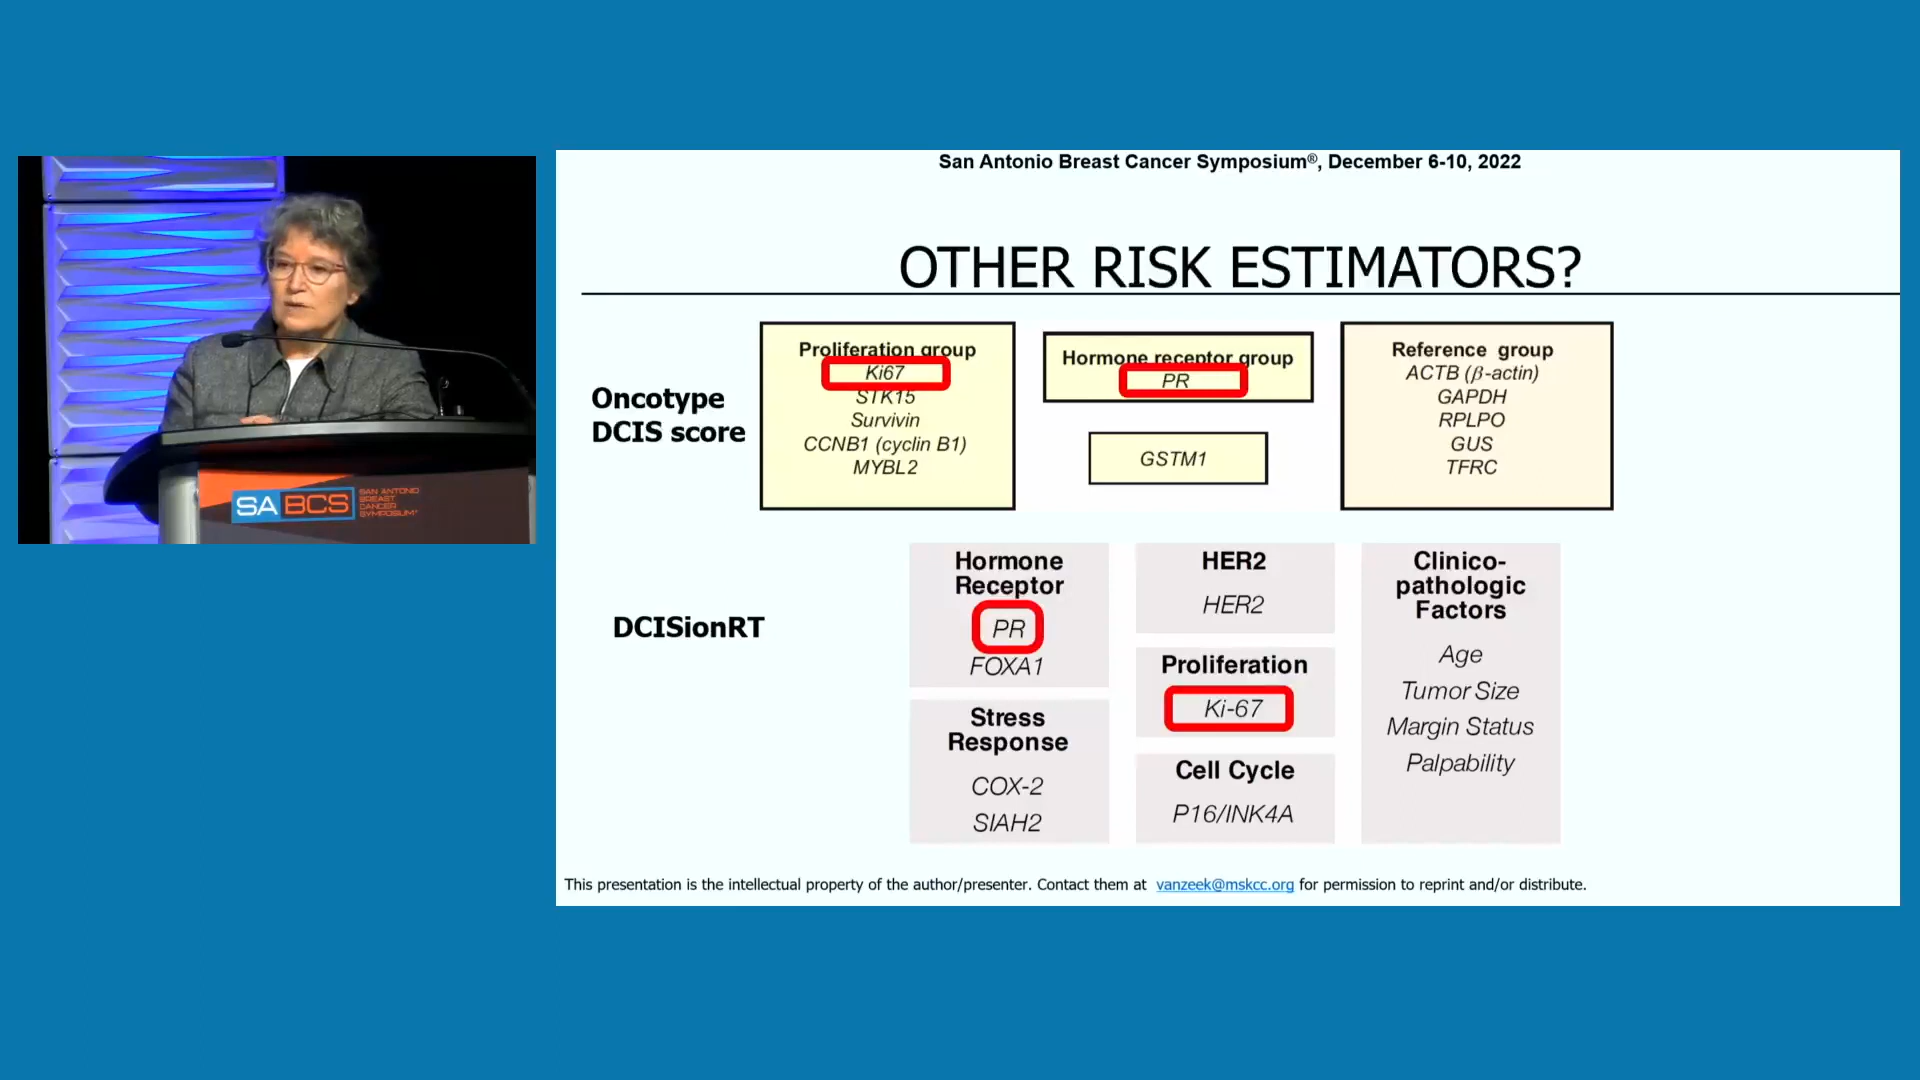 San Antonio Breast Cancer Symposium®, December 6-10, 2022
OTHER RISK ESTIMATORS?
Oncotype
DCIS score
Proliferation group
Ki67
STK15
Survivin
CCNB1 (cyclin B1)
MYBL2
Hormone receptor group
PR
GSTM1
Reference group
ACTB (β-actin)
GAPDH
RPLPO
GUS
TFRC
DCISionRT
Hormone
Receptor
PR
FOXA1
Stress
Response
COX-2
SIAH2
HER2
HER2
Proliferation
Ki-67
Cell Cycle
P16/INK4A
Clinico-
pathologic
Factors
Age
Tumor Size
Margin Status
Palpability
This presentation is the intellectual property of the author/presenter. Contact them at vanzeek@mskcc.org for permission to reprint and/or distribute.
SA BCS
SAN ANTONIO
BREAST
CANCER
SYMPOSIUM®